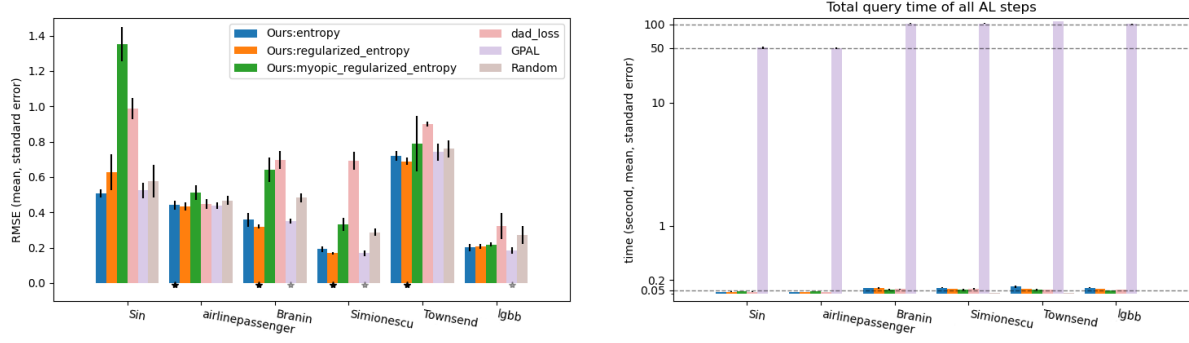 RMSE (mean, standard error)
1.4
1.2
1.0
0.8
0.6
0.4
0.2
0.0
Ours:entropy
Ours:regularized_entropy
Ours:myopic_regularized_entropy
dad_loss
GPAL
Random
Sin
airlinepassenger
Branin
Simionescu
Townsend
lgbb
Total query time of all AL steps
time (second, mean, standard error)
100
50
10
1
0.2
0.05
Sin
airlinepassenger
Branin
Simionescu
Townsend
lgbb